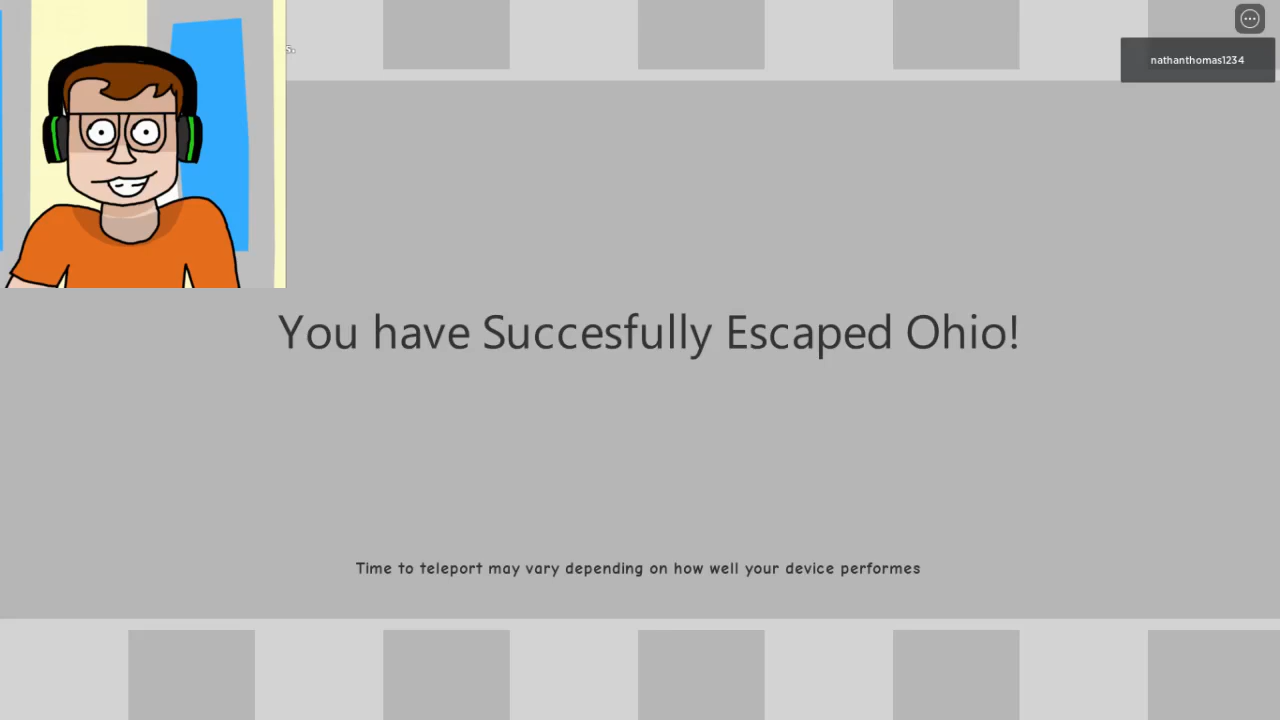 nathanthomas1234
You have Succesfully Escaped Ohio!
Time to teleport may vary depending on how well your device performes